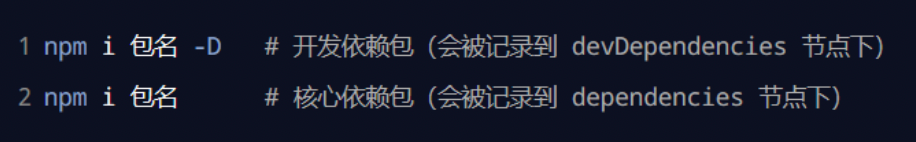 1 npm i 包名 -D # 开发依赖包 (会被记录到 devDependencies 节点下)
2 npm i 包名 # 核心依赖包 (会被记录到 dependencies 节点下)